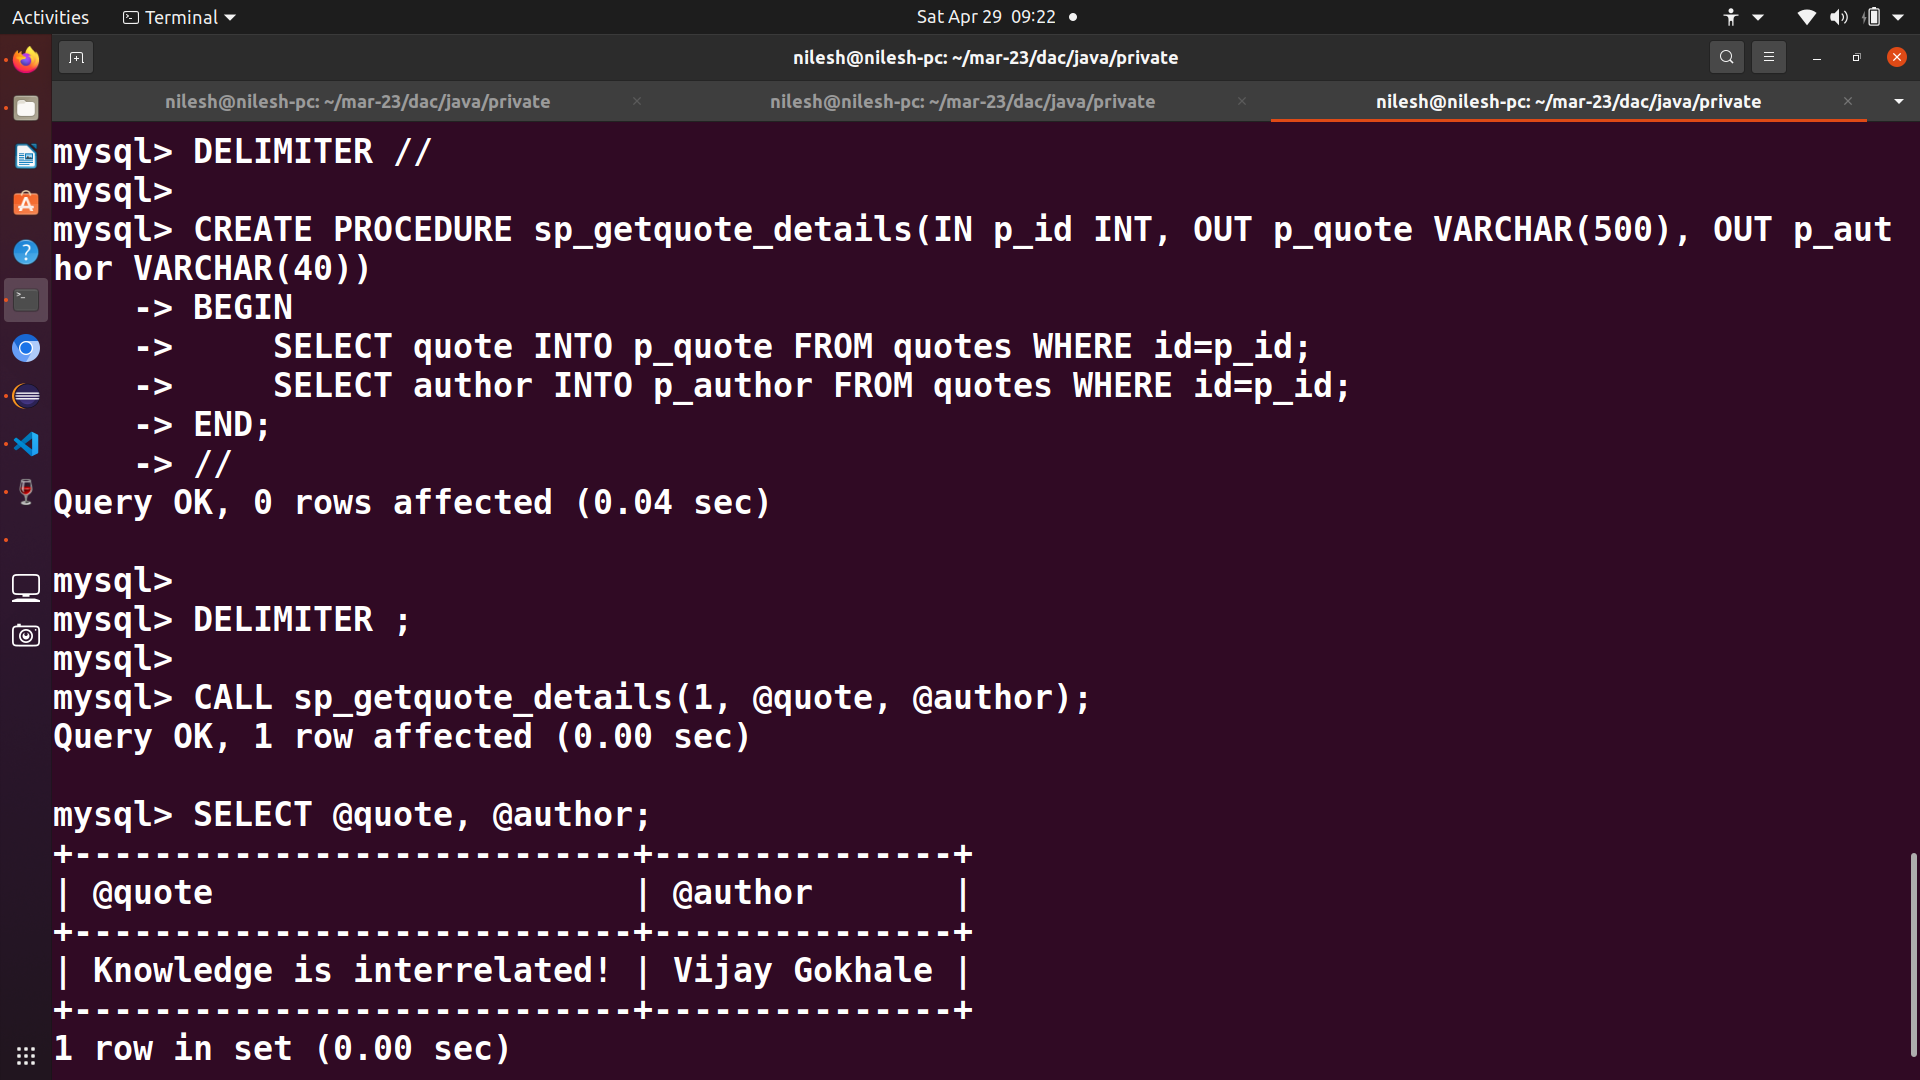 Activities Terminal Sat Apr 29 09:22
nilesh@nilesh-pc: ~/mar-23/dac/java/private
nilesh@nilesh-pc: ~/mar-23/dac/java/private × nilesh@nilesh-pc: ~/mar-23/dac/java/private × nilesh@nilesh-pc: ~/mar-23/dac/java/private ×
mysql> DELIMITER //
mysql>
mysql> CREATE PROCEDURE sp_getquote_details(IN p_id INT, OUT p_quote VARCHAR(500), OUT p_aut
hor VARCHAR(40))
    -> BEGIN
    ->     SELECT quote INTO p_quote FROM quotes WHERE id=p_id;
    ->     SELECT author INTO p_author FROM quotes WHERE id=p_id;
    -> END;
    -> //
Query OK, 0 rows affected (0.04 sec)

mysql>
mysql> DELIMITER ;
mysql>
mysql> CALL sp_getquote_details(1, @quote, @author);
Query OK, 1 row affected (0.00 sec)

mysql> SELECT @quote, @author;
+----------------------------+---------------+
| @quote                     | @author       |
+----------------------------+---------------+
| Knowledge is interrelated! | Vijay Gokhale |
+----------------------------+---------------+
1 row in set (0.00 sec)